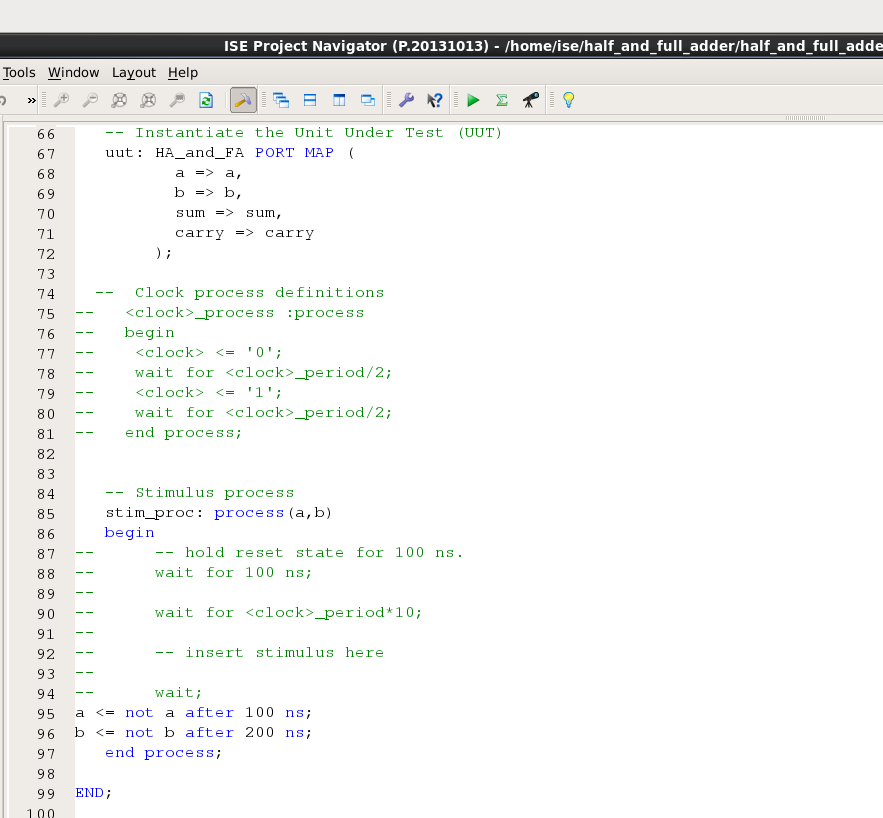 ISE Project Navigator (P.20131013) - /home/ise/half_and_full_adder/half_and_full_adde
Tools Window Layout Help
»
66 -- Instantiate the Unit Under Test (UUT)
67 uut: HA_and_FA PORT MAP (
68 a => a,
69 b => b,
70 sum => sum,
71 carry => carry
72 );
73
74 -- Clock process definitions
75 -- <clock>_process :process
76 -- begin
77 -- <clock> <= '0';
78 -- wait for <clock>_period/2;
79 -- <clock> <= '1';
80 -- wait for <clock>_period/2;
81 -- end process;
82
83
84 -- Stimulus process
85 stim_proc: process(a,b)
86 begin
87 -- -- hold reset state for 100 ns.
88 -- wait for 100 ns;
89 --
90 -- wait for <clock>_period*10;
91 --
92 -- -- insert stimulus here
93 --
94 -- wait;
95 a <= not a after 100 ns;
96 b <= not b after 200 ns;
97 end process;
98
99 END;
100